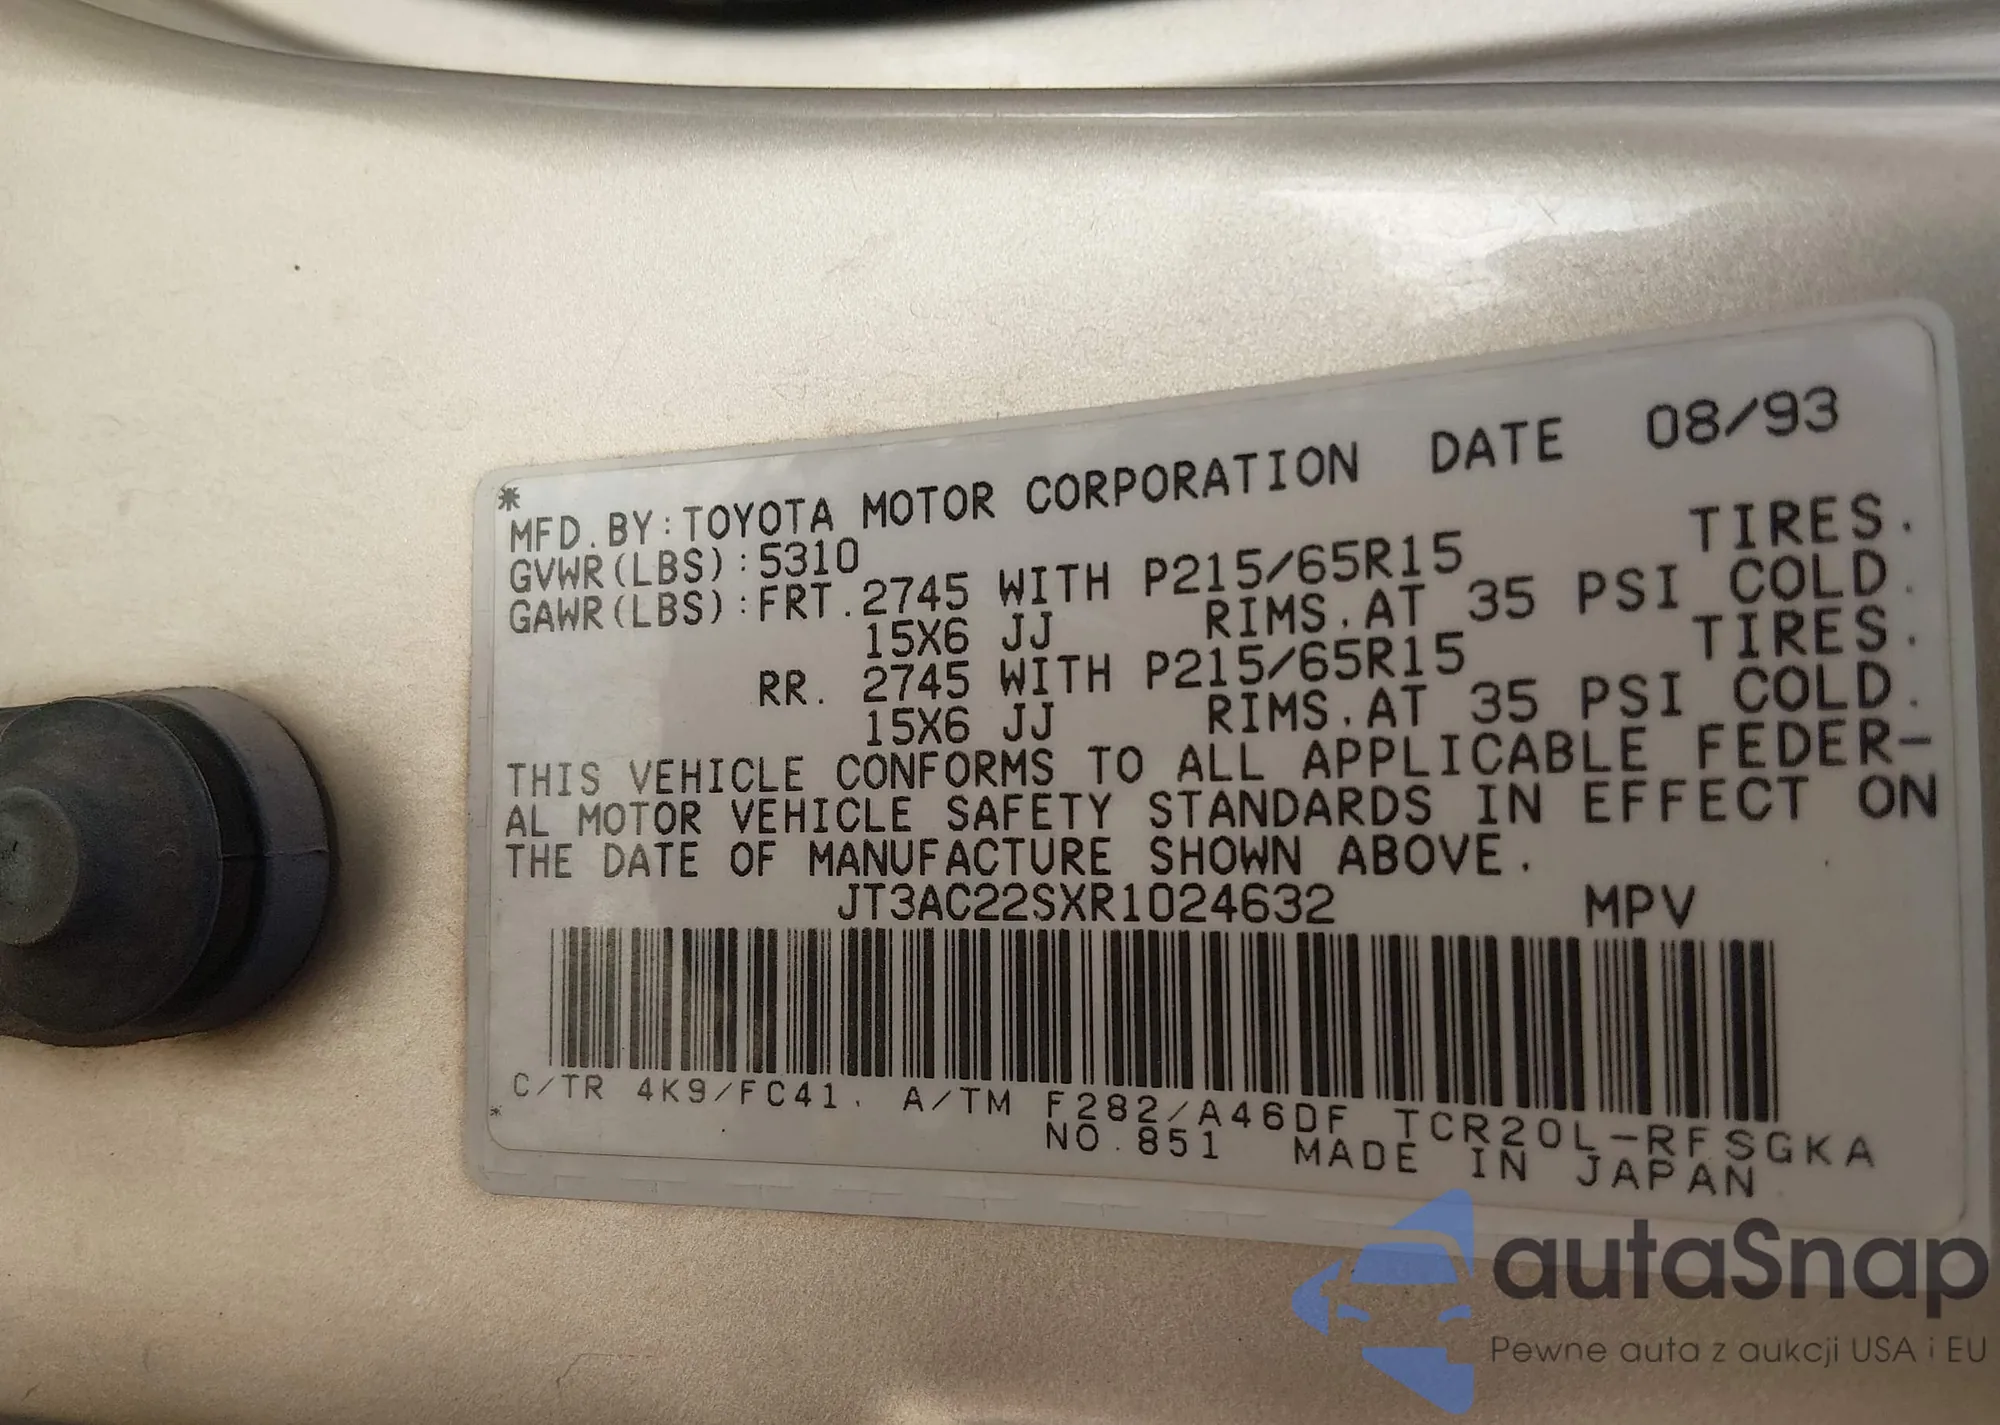 *
MFD.BY:TOYOTA MOTOR CORPORATION DATE 08/93
GVWR(LBS):5310
GAWR(LBS):FRT.2745 WITH P215/65R15 TIRES.
15X6 JJ RIMS.AT 35 PSI COLD.
RR. 2745 WITH P215/65R15 TIRES.
15X6 JJ RIMS.AT 35 PSI COLD.
THIS VEHICLE CONFORMS TO ALL APPLICABLE FEDER-
AL MOTOR VEHICLE SAFETY STANDARDS IN EFFECT ON
THE DATE OF MANUFACTURE SHOWN ABOVE.
JT3AC22SXR1024632 MPV
C/TR 4K9/FC41. A/TM F282/A46DF TCR20L-RFSGKA
* NO.851 MADE IN JAPAN
autaSnap
Pewne auta z aukcji USA i EU